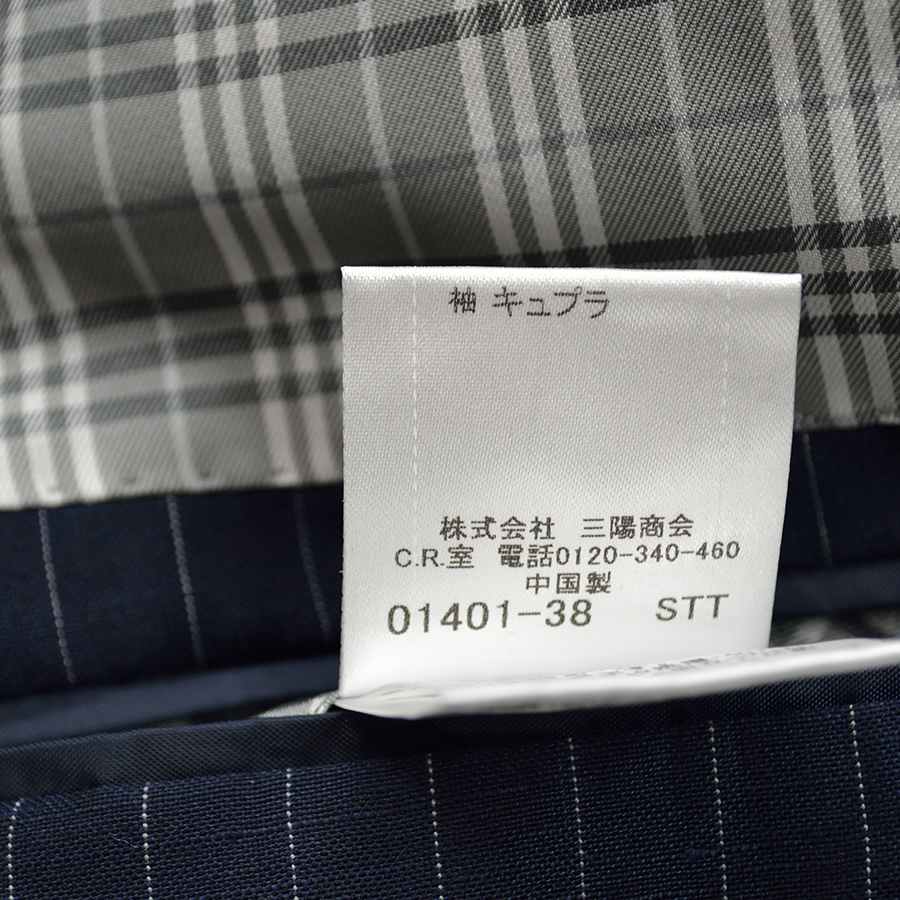 袖 キュプラ
株式会社 三陽商会
C.R.室 電話0120-340-460
中国製
01401-38 STT